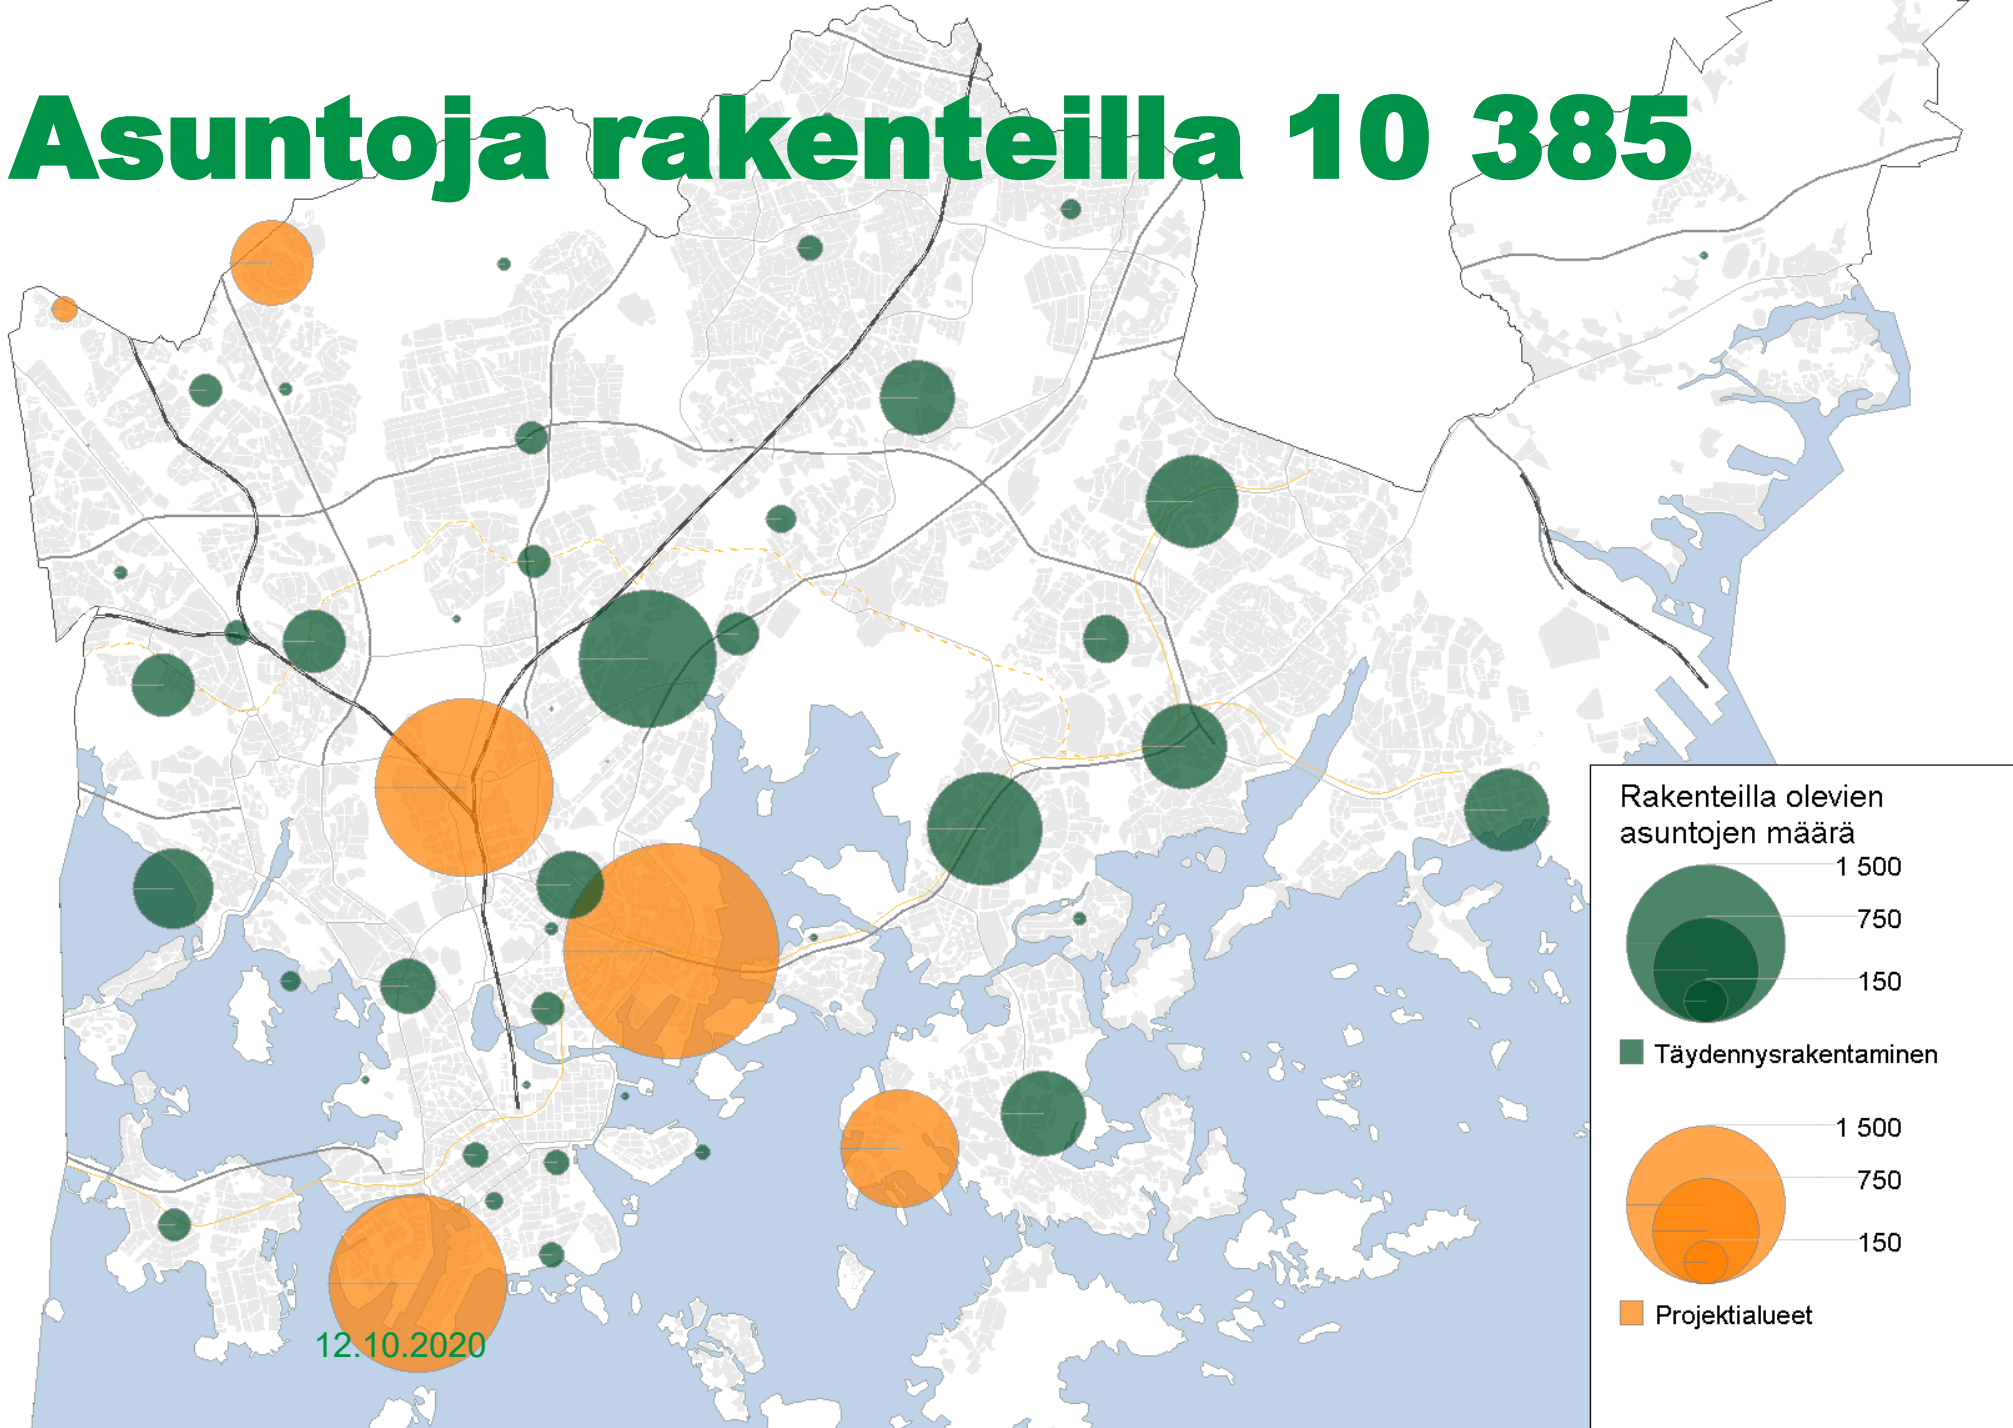 Asuntoja rakenteilla 10 385
Rakenteilla olevien
asuntojen määrä
1 500
750
150
Täydennysrakentaminen
1 500
750
150
Projektialueet
12.10.2020